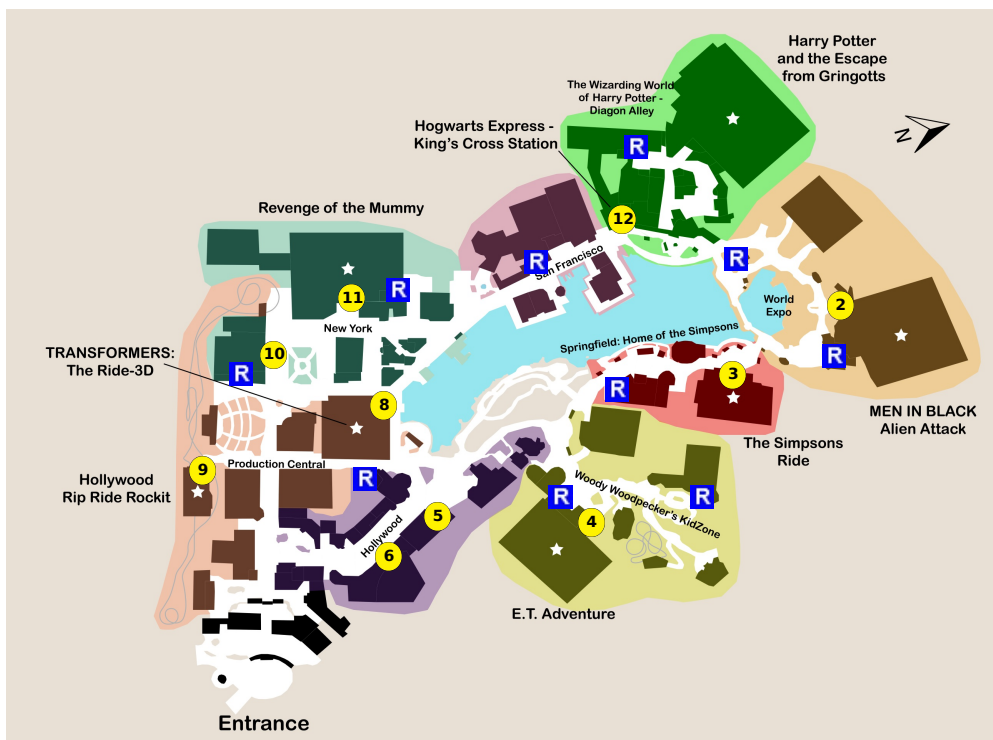 Harry Potter
and the Escape
from Gringotts
The Wizarding World
of Harry Potter -
Diagon Alley
Hogwarts Express -
King's Cross Station
N
R
12
Revenge of the Mummy
R
San Francisco
R
R
11
New York
World
Expo
2
Springfield: Home of the Simpsons
TRANSFORMERS:
The Ride-3D
10
R
R
3
R
8
MEN IN BLACK
Alien Attack
The Simpsons
Ride
Production Central
Hollywood
Rip Ride Rockit
9
R
Woody Woodpecker's KidZone
R
R
5
4
Hollywood
6
E.T. Adventure
Entrance